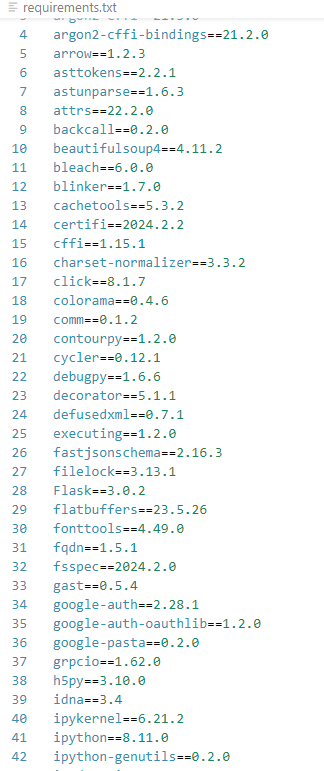 requirements.txt
4 argon2-cffi-bindings==21.2.0
5 arrow==1.2.3
6 asttokens==2.2.1
7 astunparse==1.6.3
8 attrs==22.2.0
9 backcall==0.2.0
10 beautifulsoup4==4.11.2
11 bleach==6.0.0
12 blinker==1.7.0
13 cachetools==5.3.2
14 certifi==2024.2.2
15 cffi==1.15.1
16 charset-normalizer==3.3.2
17 click==8.1.7
18 colorama==0.4.6
19 comm==0.1.2
20 contourpy==1.2.0
21 cycler==0.12.1
22 debugpy==1.6.6
23 decorator==5.1.1
24 defusedxml==0.7.1
25 executing==1.2.0
26 fastjsonschema==2.16.3
27 filelock==3.13.1
28 Flask==3.0.2
29 flatbuffers==23.5.26
30 fonttools==4.49.0
31 fqdn==1.5.1
32 fsspec==2024.2.0
33 gast==0.5.4
34 google-auth==2.28.1
35 google-auth-oauthlib==1.2.0
36 google-pasta==0.2.0
37 grpcio==1.62.0
38 h5py==3.10.0
39 idna==3.4
40 ipykernel==6.21.2
41 ipython==8.11.0
42 ipython-genutils==0.2.0